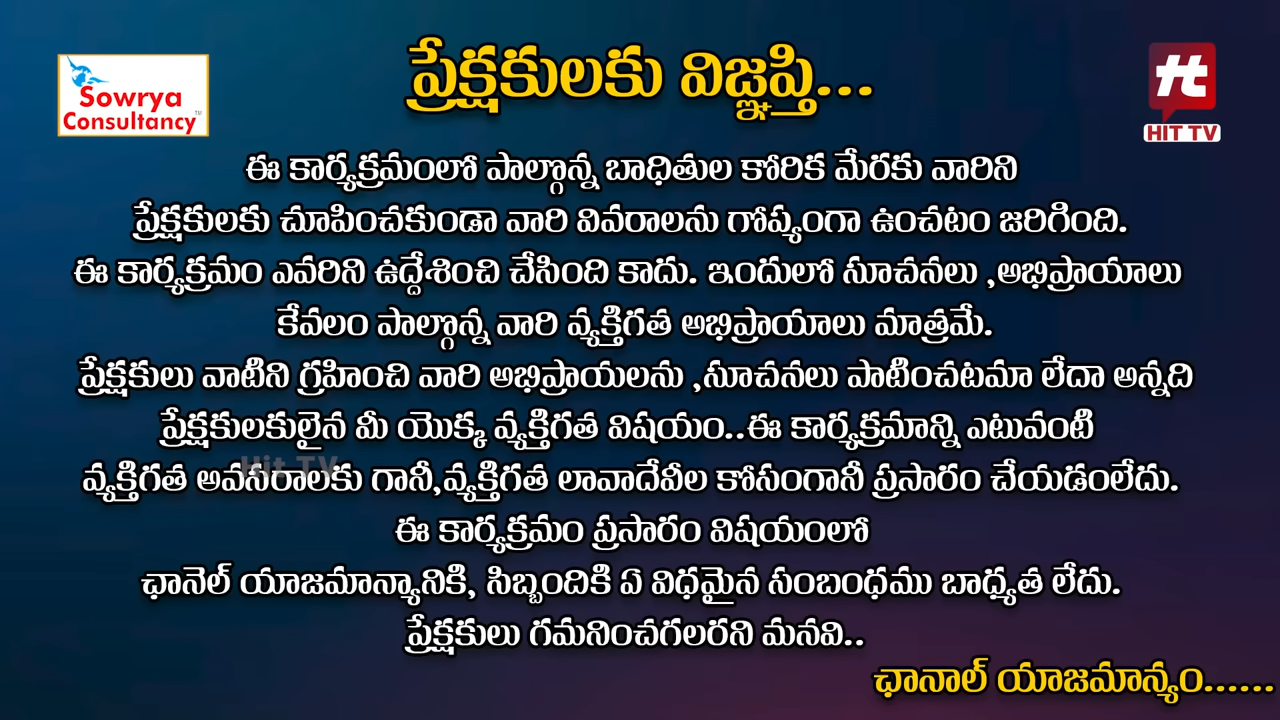 ప్రేక్షకులకు విజ్ఞప్తి...
Sowrya
Consultancy
TM
HIT TV
ఈ కార్యక్రమంలో పాల్గొన్న బాధితుల కోరిక మేరకు వారిని
ప్రేక్షకులకు చూపించకుండా వారి వివరాలను గోప్యంగా ఉంచటం జరిగింది.
ఈ కార్యక్రమం ఎవరిని ఉద్దేశించి చేసింది కాదు. ఇందులో సూచనలు ,అభిప్రాయాలు
కేవలం పాల్గొన్న వారి వ్యక్తిగత అభిప్రాయాలు మాత్రమే.
ప్రేక్షకులు వాటిని గ్రహించి వారి అభిప్రాయలను ,సూచనలు పాటించటమా లేదా అన్నది
ప్రేక్షకులకులైన మీ యొక్క వ్యక్తిగత విషయం..ఈ కార్యక్రమాన్ని ఎటువంటి
Hit TV
వ్యక్తిగత అవసరాలకు గానీ,వ్యక్తిగత లావాదేవీల కోసంగానీ ప్రసారం చేయడంలేదు.
ఈ కార్యక్రమం ప్రసారం విషయంలో
ఛానెల్ యాజమాన్యానికి, సిబ్బందికి ఏ విధమైన సంబంధము బాధ్యత లేదు.
ప్రేక్షకులు గమనించగలరని మనవి..
ఛానాల్ యాజమాన్యం......